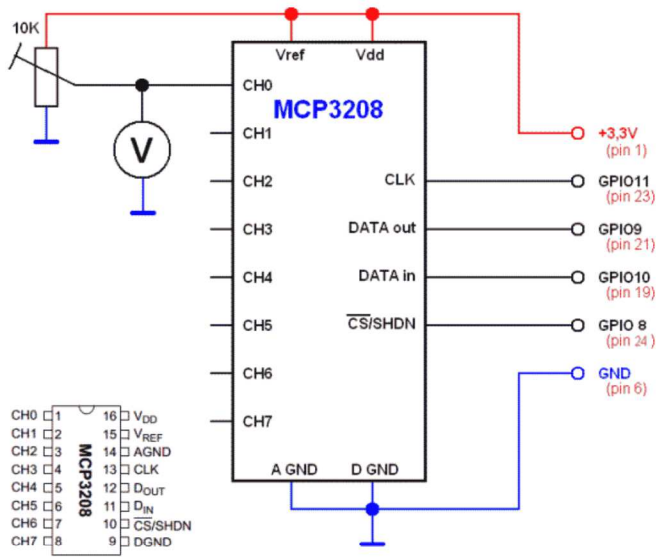 10K
Vref Vdd
CH0
MCP3208
V
CH1
+3,3V
(pin 1)
CH2 CLK GPIO11
(pin 23)
CH3 DATA out GPIO9
(pin 21)
CH4 DATA in GPIO10
(pin 19)
CH5 CS/SHDN GPIO 8
(pin 24)
CH6 GND
(pin 6)
CH7
A GND D GND
MCP3208
CH0 1 16 VDD
CH1 2 15 VREF
CH2 3 14 AGND
CH3 4 13 CLK
CH4 5 12 DOUT
CH5 6 11 DIN
CH6 7 10 CS/SHDN
CH7 8 9 DGND